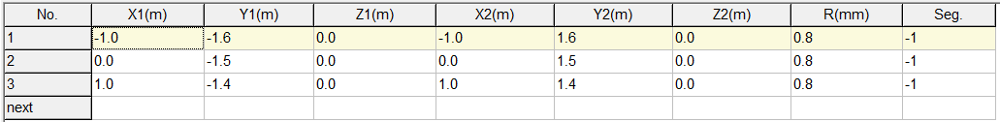 No. X1(m) Y1(m) Z1(m) X2(m) Y2(m) Z2(m) R(mm) Seg.
1 -1.0 -1.6 0.0 -1.0 1.6 0.0 0.8 -1
2 0.0 -1.5 0.0 0.0 1.5 0.0 0.8 -1
3 1.0 -1.4 0.0 1.0 1.4 0.0 0.8 -1
next